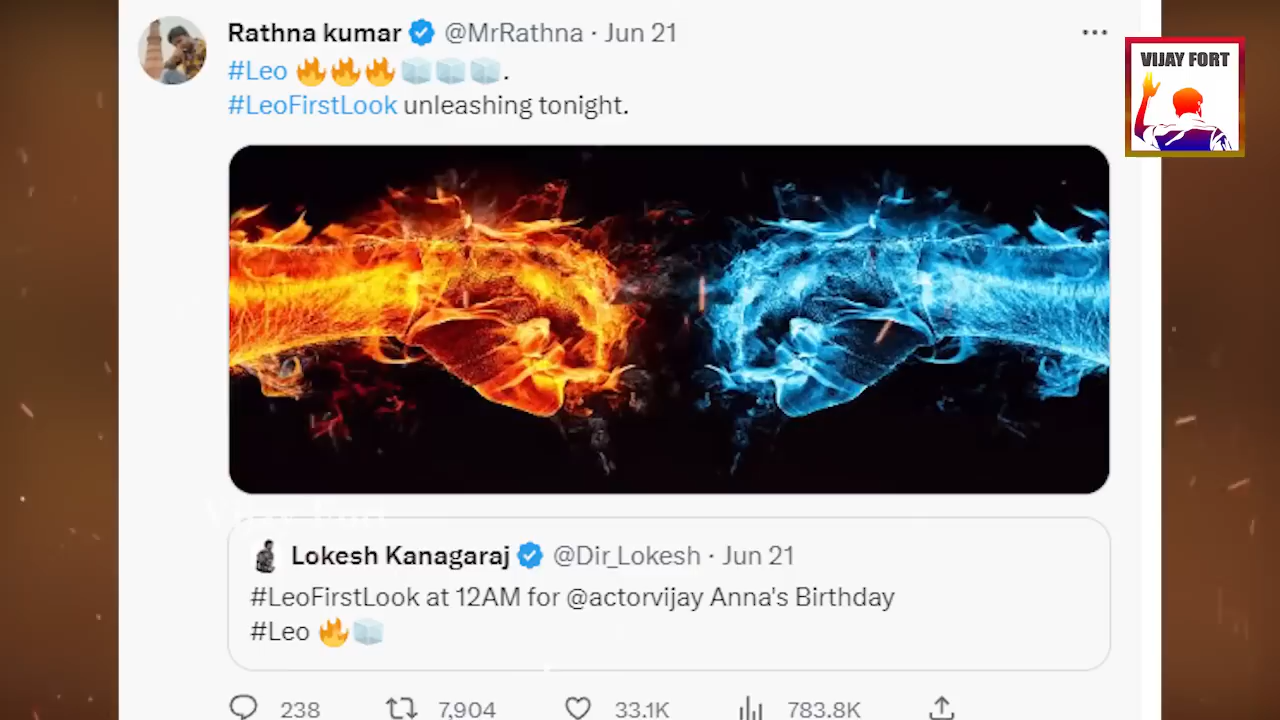 Rathna kumar @MrRathna · Jun 21
#Leo 🔥🔥🔥🧊🧊🧊.
#LeoFirstLook unleashing tonight.
VIJAY FORT
Lokesh Kanagaraj @Dir_Lokesh · Jun 21
#LeoFirstLook at 12AM for @actorvijay Anna's Birthday
#Leo 🔥🧊
238 7,904 33.1K 783.8K